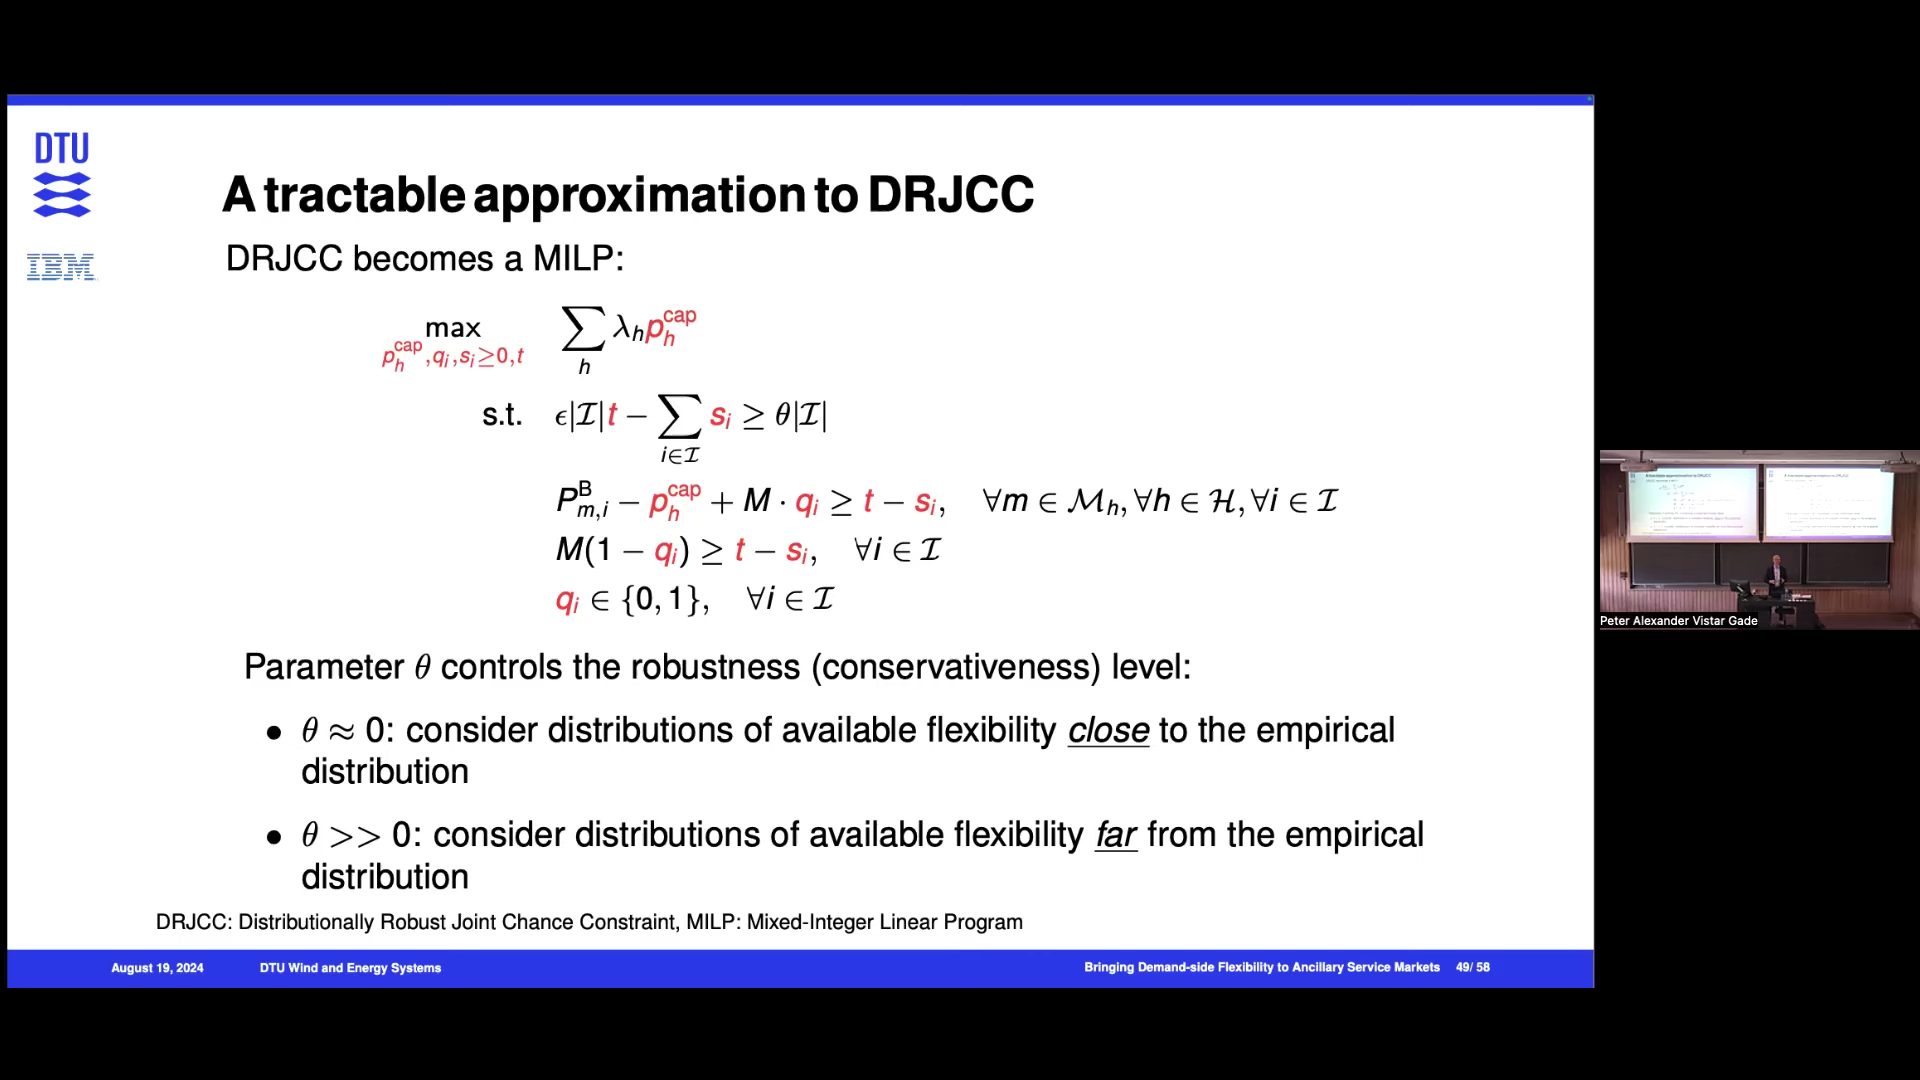 DTU
IBM
A tractable approximation to DRJCC
DRJCC becomes a MILP:
max ∑ λ_h p_h^cap
p_h^cap, q_i, s_i≥0, t h
s.t. ϵ|ℐ|t − ∑ s_i ≥ θ|ℐ|
i∈ℐ
P_{m,i}^B − p_h^cap + M · q_i ≥ t − s_i, ∀m ∈ ℳ_h, ∀h ∈ ℋ, ∀i ∈ ℐ
M(1 − q_i) ≥ t − s_i, ∀i ∈ ℐ
q_i ∈ {0, 1}, ∀i ∈ ℐ
Parameter θ controls the robustness (conservativeness) level:
• θ ≈ 0: consider distributions of available flexibility close to the empirical
distribution
• θ >> 0: consider distributions of available flexibility far from the empirical
distribution
DRJCC: Distributionally Robust Joint Chance Constraint, MILP: Mixed-Integer Linear Program
August 19, 2024 DTU Wind and Energy Systems Bringing Demand-side Flexibility to Ancillary Service Markets 49/ 58
Peter Alexander Vistar Gade